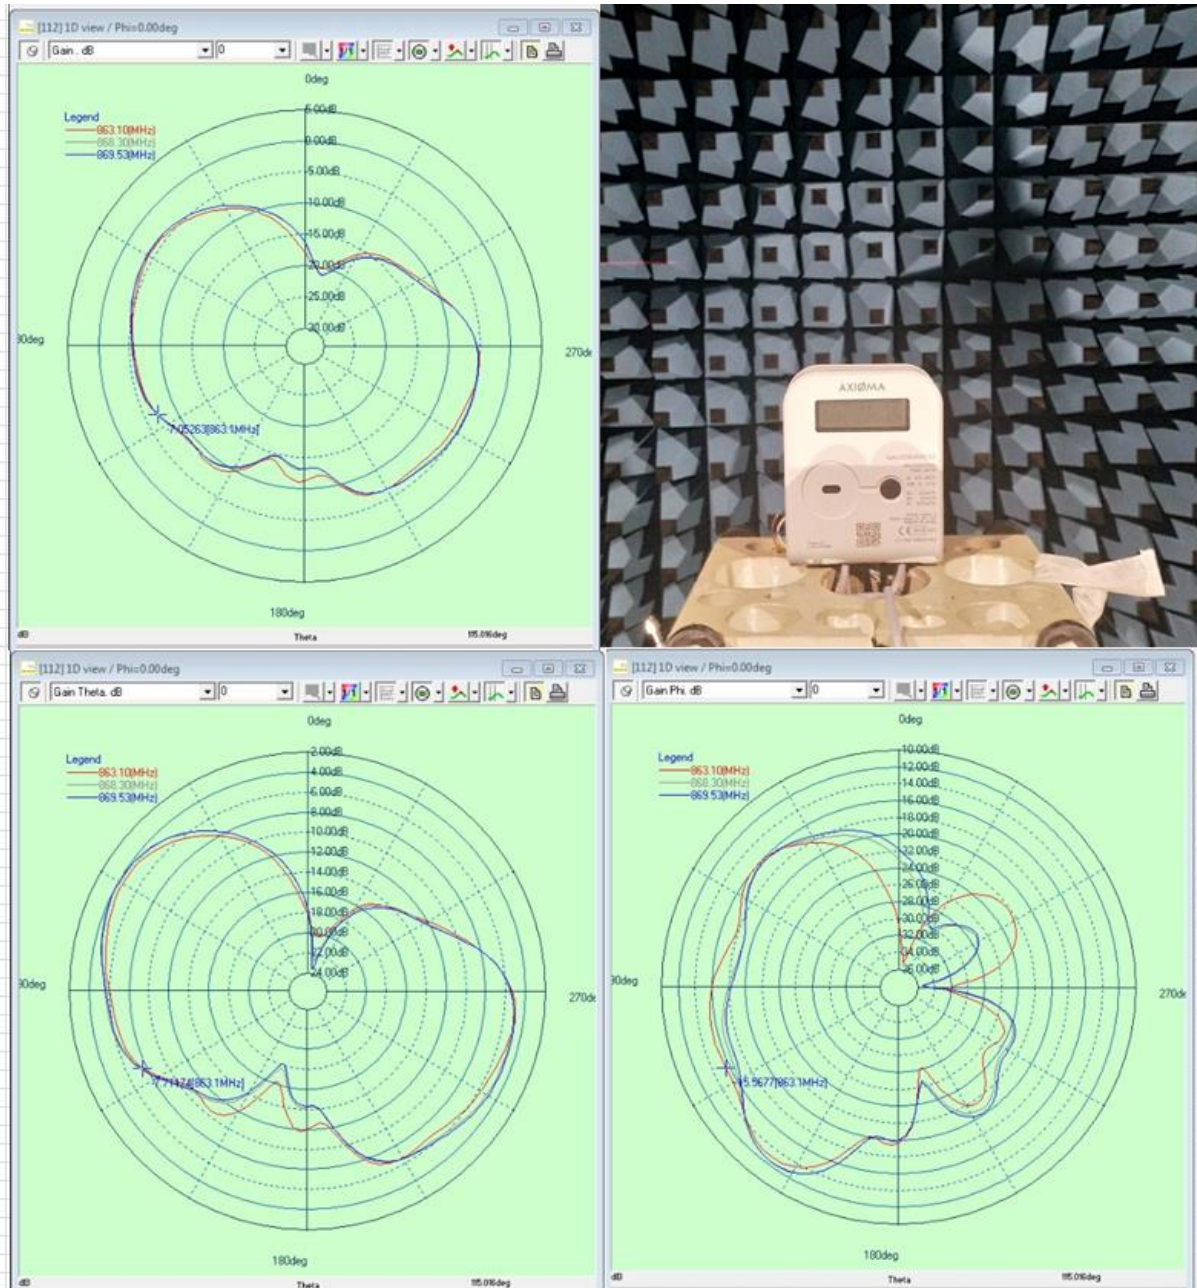 [112] 1D view / Phi=0.00deg
Gain . dB
0
0deg
Legend
863.10(MHz)
868.30(MHz)
869.53(MHz)
5.00dB
0.00dB
5.00dB
10.00dB
15.00dB
20.00dB
25.00dB
30.00dB
90deg
270de
-7.05263[863.1MHz]
180deg
dB
Theta
115.016deg
AXIOMA
CE
[112] 1D view / Phi=0.00deg
Gain Theta. dB
0
0deg
Legend
863.10(MHz)
868.30(MHz)
869.53(MHz)
2.00dB
4.00dB
6.00dB
8.00dB
10.00dB
12.00dB
14.00dB
16.00dB
18.00dB
20.00dB
22.00dB
24.00dB
90deg
270de
-7.71174[863.1MHz]
180deg
dB
Theta
115.016deg
[112] 1D view / Phi=0.00deg
Gain Phi. dB
0
0deg
Legend
863.10(MHz)
868.30(MHz)
869.53(MHz)
10.00dB
12.00dB
14.00dB
16.00dB
18.00dB
20.00dB
22.00dB
24.00dB
26.00dB
28.00dB
30.00dB
32.00dB
34.00dB
36.00dB
90deg
270de
-15.5677[863.1MHz]
180deg
dB
Theta
115.016deg